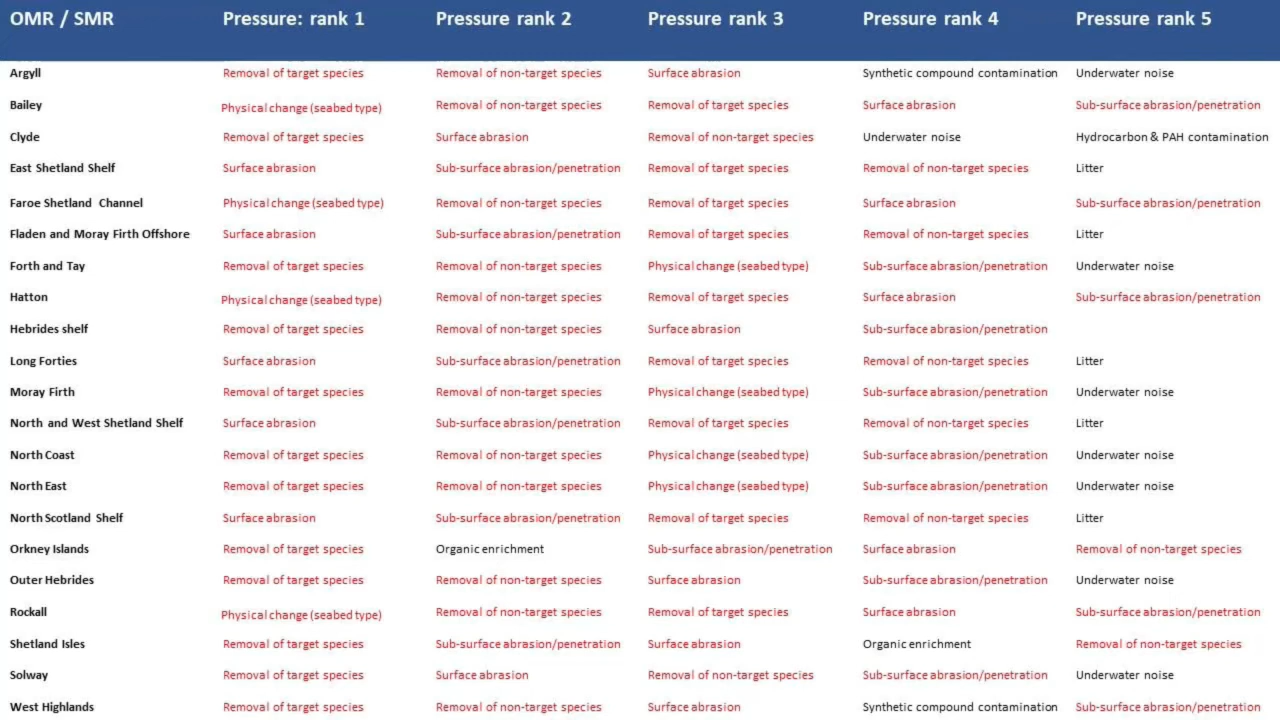 OMR / SMR Pressure: rank 1 Pressure rank 2 Pressure rank 3 Pressure rank 4 Pressure rank 5
Argyll Removal of target species Removal of non-target species Surface abrasion Synthetic compound contamination Underwater noise
Bailey Physical change (seabed type) Removal of non-target species Removal of target species Surface abrasion Sub-surface abrasion/penetration
Clyde Removal of target species Surface abrasion Removal of non-target species Underwater noise Hydrocarbon & PAH contamination
East Shetland Shelf Surface abrasion Sub-surface abrasion/penetration Removal of target species Removal of non-target species Litter
Faroe Shetland Channel Physical change (seabed type) Removal of non-target species Removal of target species Surface abrasion Sub-surface abrasion/penetration
Fladen and Moray Firth Offshore Surface abrasion Sub-surface abrasion/penetration Removal of target species Removal of non-target species Litter
Forth and Tay Removal of target species Removal of non-target species Physical change (seabed type) Sub-surface abrasion/penetration Underwater noise
Hatton Physical change (seabed type) Removal of non-target species Removal of target species Surface abrasion Sub-surface abrasion/penetration
Hebrides shelf Removal of target species Removal of non-target species Surface abrasion Sub-surface abrasion/penetration
Long Forties Surface abrasion Sub-surface abrasion/penetration Removal of target species Removal of non-target species Litter
Moray Firth Removal of target species Removal of non-target species Physical change (seabed type) Sub-surface abrasion/penetration Underwater noise
North and West Shetland Shelf Surface abrasion Sub-surface abrasion/penetration Removal of target species Removal of non-target species Litter
North Coast Removal of target species Removal of non-target species Physical change (seabed type) Sub-surface abrasion/penetration Underwater noise
North East Removal of target species Removal of non-target species Physical change (seabed type) Sub-surface abrasion/penetration Underwater noise
North Scotland Shelf Surface abrasion Sub-surface abrasion/penetration Removal of target species Removal of non-target species Litter
Orkney Islands Removal of target species Organic enrichment Sub-surface abrasion/penetration Surface abrasion Removal of non-target species
Outer Hebrides Removal of target species Removal of non-target species Surface abrasion Sub-surface abrasion/penetration Underwater noise
Rockall Physical change (seabed type) Removal of non-target species Removal of target species Surface abrasion Sub-surface abrasion/penetration
Shetland Isles Removal of target species Sub-surface abrasion/penetration Surface abrasion Organic enrichment Removal of non-target species
Solway Removal of target species Surface abrasion Removal of non-target species Sub-surface abrasion/penetration Underwater noise
West Highlands Removal of target species Removal of non-target species Surface abrasion Synthetic compound contamination Sub-surface abrasion/penetration